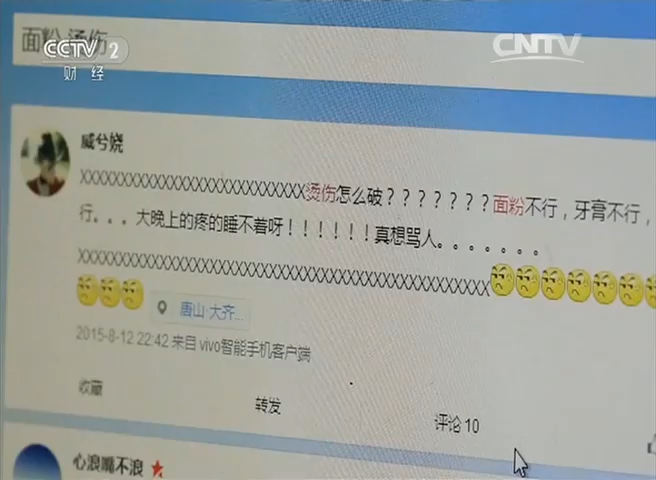 面粉 烫伤
CCTV 2
财经
CNTV
威兮娆
XXXXXXXXXXXXXXXXXXXXXXXXXXX烫伤怎么破???????面粉不行,牙膏不行,
行。。。大晚上的疼的睡不着呀!!!!!!真想骂人。。。。。。。
XXXXXXXXXXXXXXXXXXXXXXXXXXXXXXXXXXXXXXXXXXXXXXXX
唐山·大齐...
2015-8-12 22:42 来自 vivo智能手机客户端
收藏
转发
评论 10
心浪嘴不浪